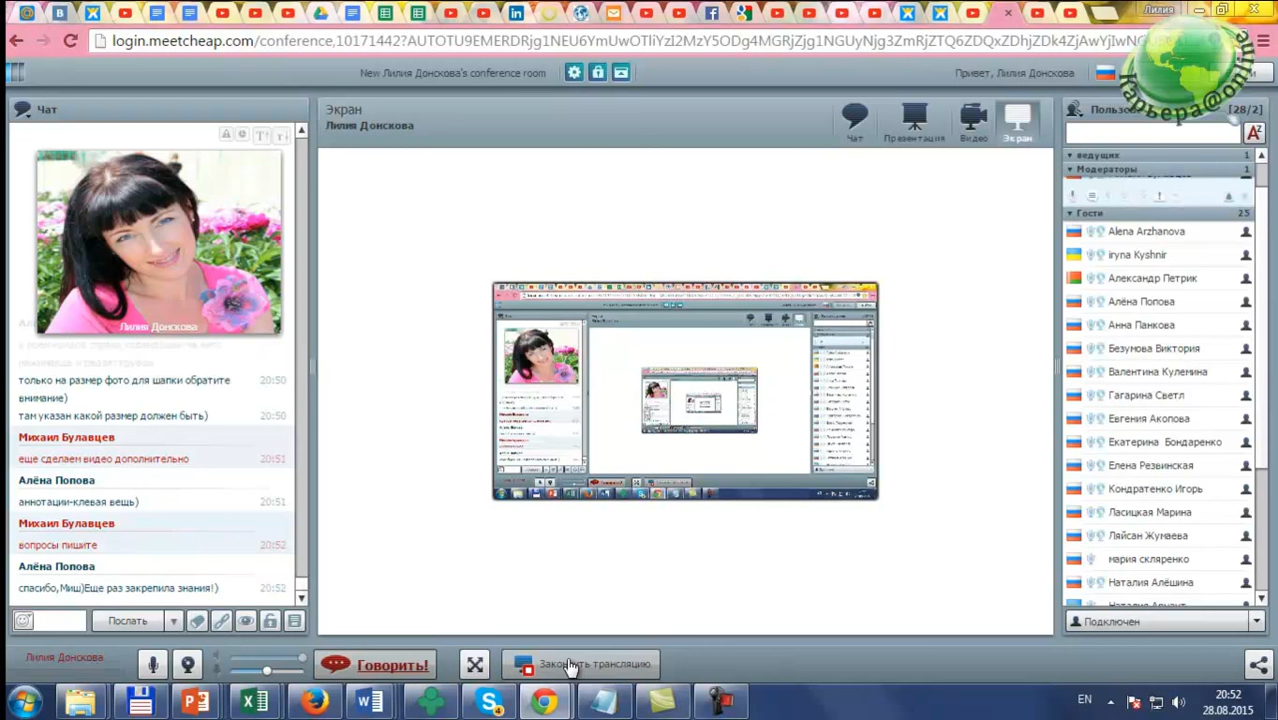 Лилия
login.meetcheap.com/conference,10171442?AUTOTU9EMERDRjg1NEU6YmUwOTliYzI2MzY5ODg4MGRjZjg1NGUyNjg3ZmRjZTQ6ZDQxZDhjZDk4ZjAwYjIwNG
New Лилия Донскова's conference room
Привет, Лилия Донскова
Карьера@online
Чат
Экран
Лилия Донскова
Чат
Презентация
Видео
Экран
[28/2]
ведущих 1
Модераторы 1
Гости 25
Лилия Донскова
только на размер фото для шапки обратите 20:50
внимание)
там указан какой размер должен быть) 20:50
Михаил Булавцев
еще сделаем видео дополнительно 20:51
Алёна Попова
аннотации-клевая вещь) 20:51
Михаил Булавцев
вопросы пишите 20:52
Алёна Попова
спасибо,Миш)Еще раз закрепила знания!) 20:52
Alena Arzhanova
iryna Kyshnir
Александр Петрик
Алёна Попова
Анна Панкова
Безумова Виктория
Валентина Кулемина
Гагарина Светл
Евгения Акопова
Екатерина Бондаренко
Елена Резвинская
Кондратенко Игорь
Ласицкая Марина
Ляйсан Жумаева
мария скляренко
Наталия Алёшина
Послать
Подключен
Лилия Донскова
Говорить!
Закончить трансляцию
EN
20:52
28.08.2015